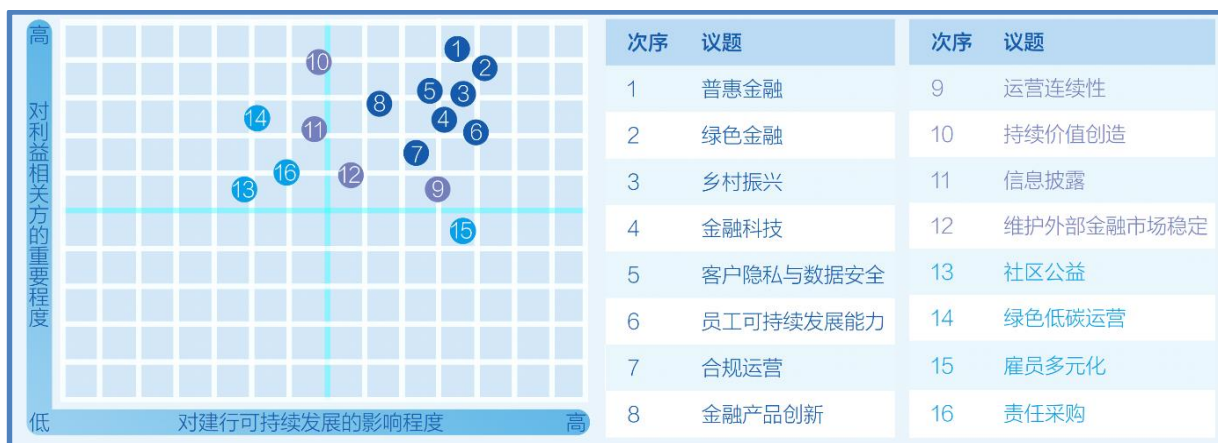 高
对利益相关方的重要程度
低
对建行可持续发展的影响程度
高
1
2
3
4
5
6
7
8
9
10
11
12
13
14
15
16
次序 议题
1 普惠金融
2 绿色金融
3 乡村振兴
4 金融科技
5 客户隐私与数据安全
6 员工可持续发展能力
7 合规运营
8 金融产品创新
次序 议题
9 运营连续性
10 持续价值创造
11 信息披露
12 维护外部金融市场稳定
13 社区公益
14 绿色低碳运营
15 雇员多元化
16 责任采购